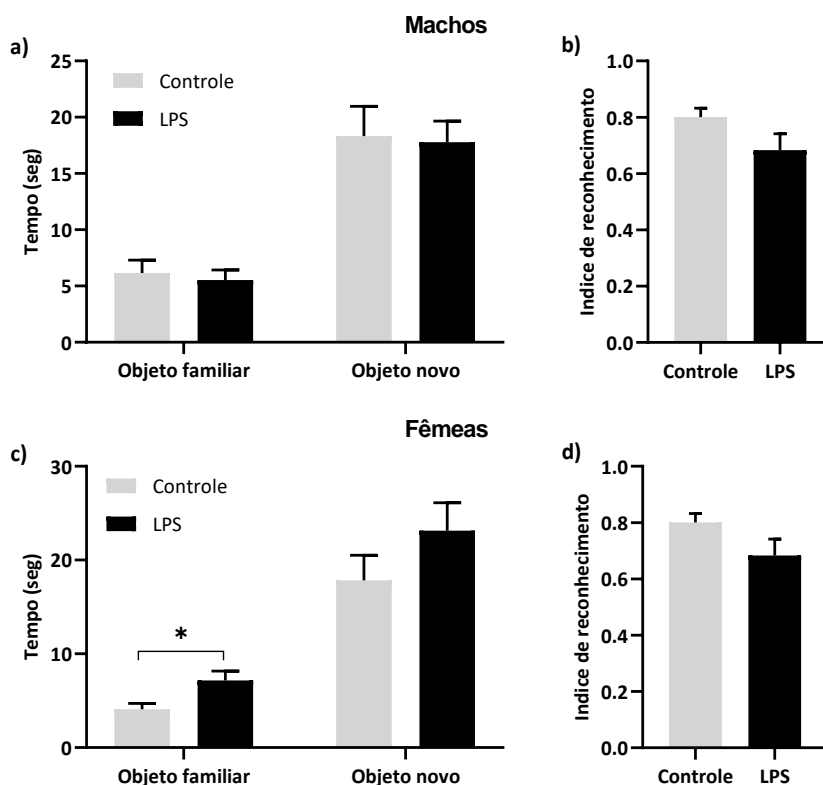 Machos
a)
25
20
15
10
5
0
Tempo (seg)
Controle
LPS
Objeto familiar
Objeto novo
b)
1.0
0.8
0.6
0.4
0.2
0.0
Indice de reconhecimento
Controle
LPS
Fêmeas
c)
30
20
10
0
Tempo (seg)
Controle
LPS
*
Objeto familiar
Objeto novo
d)
1.0
0.8
0.6
0.4
0.2
0.0
Indice de reconhecimento
Controle
LPS